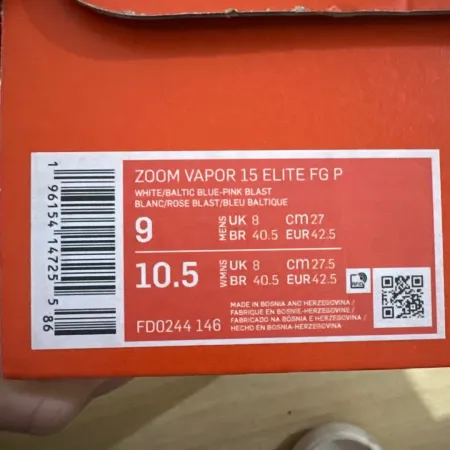 ZOOM VAPOR 15 ELITE FG P
WHITE/BALTIC BLUE-PINK BLAST
BLANC/ROSE BLAST/BLEU BALTIQUE
9 MENS UK 8 CM 27
BR 40.5 EUR 42.5
10.5 WMNS UK 8 CM 27.5
BR 40.5 EUR 42.5
FD0244 146
MADE IN BOSNIA AND HERZEGOVINA /
FABRIQUE EN BOSNIE-HERZEGOVINE /
FABRICADO NA BÓSNIA E HERZEGOVINA /
HECHO EN BOSNIA-HERZEGOVINA
1 96154 14725 5 86